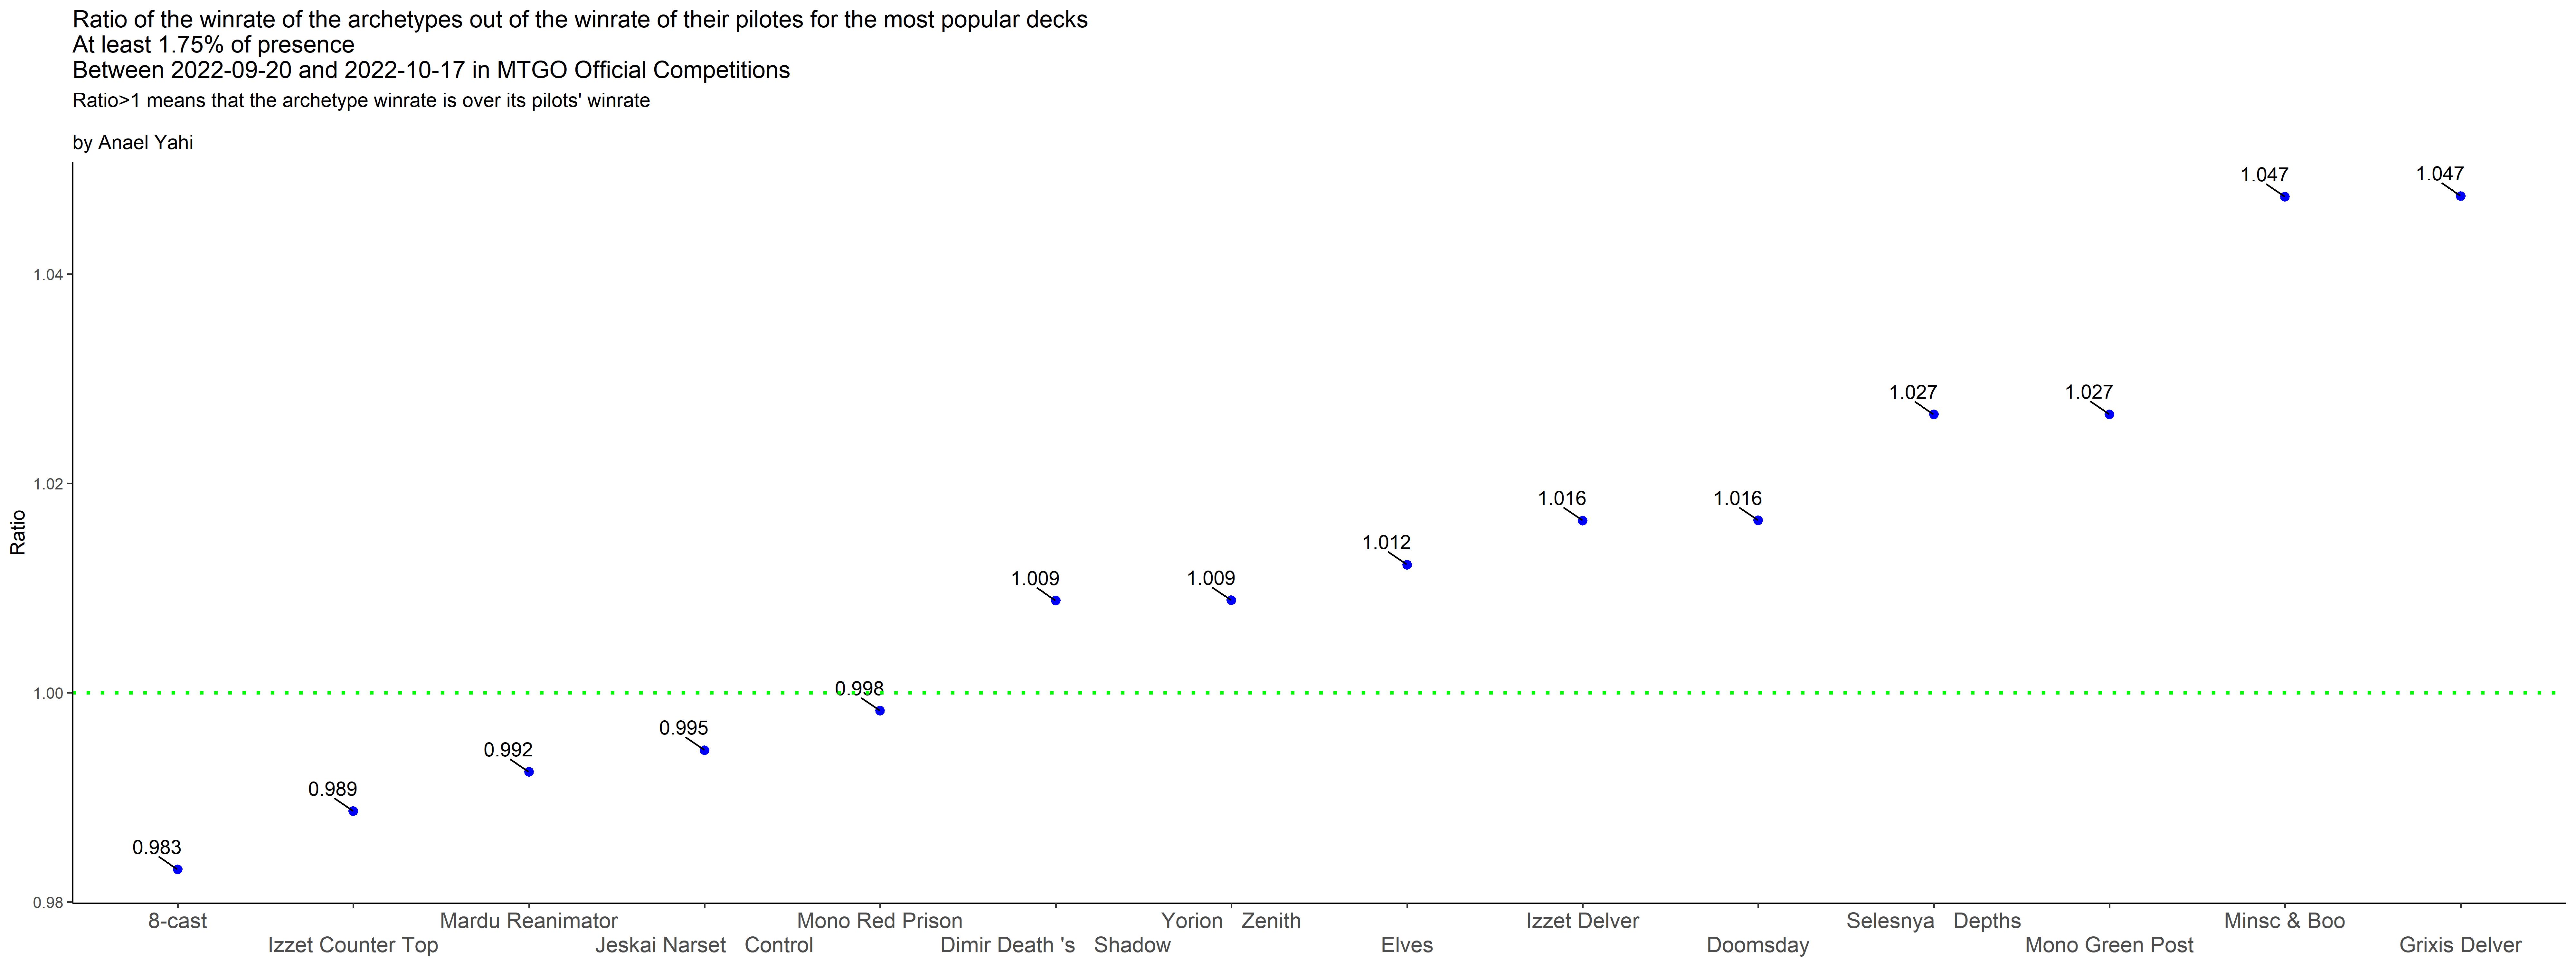 Ratio of the winrate of the archetypes out of the winrate of their pilotes for the most popular decks
At least 1.75% of presence
Between 2022-09-20 and 2022-10-17 in MTGO Official Competitions
Ratio>1 means that the archetype winrate is over its pilots' winrate
by Anael Yahi
Ratio
1.04
1.02
1.00
0.98
0.983
0.989
0.992
0.995
0.998
1.009
1.009
1.012
1.016
1.016
1.027
1.027
1.047
1.047
8-cast
Izzet Counter Top
Mardu Reanimator
Jeskai Narset Control
Mono Red Prison
Dimir Death 's Shadow
Yorion Zenith
Elves
Izzet Delver
Doomsday
Selesnya Depths
Mono Green Post
Minsc & Boo
Grixis Delver